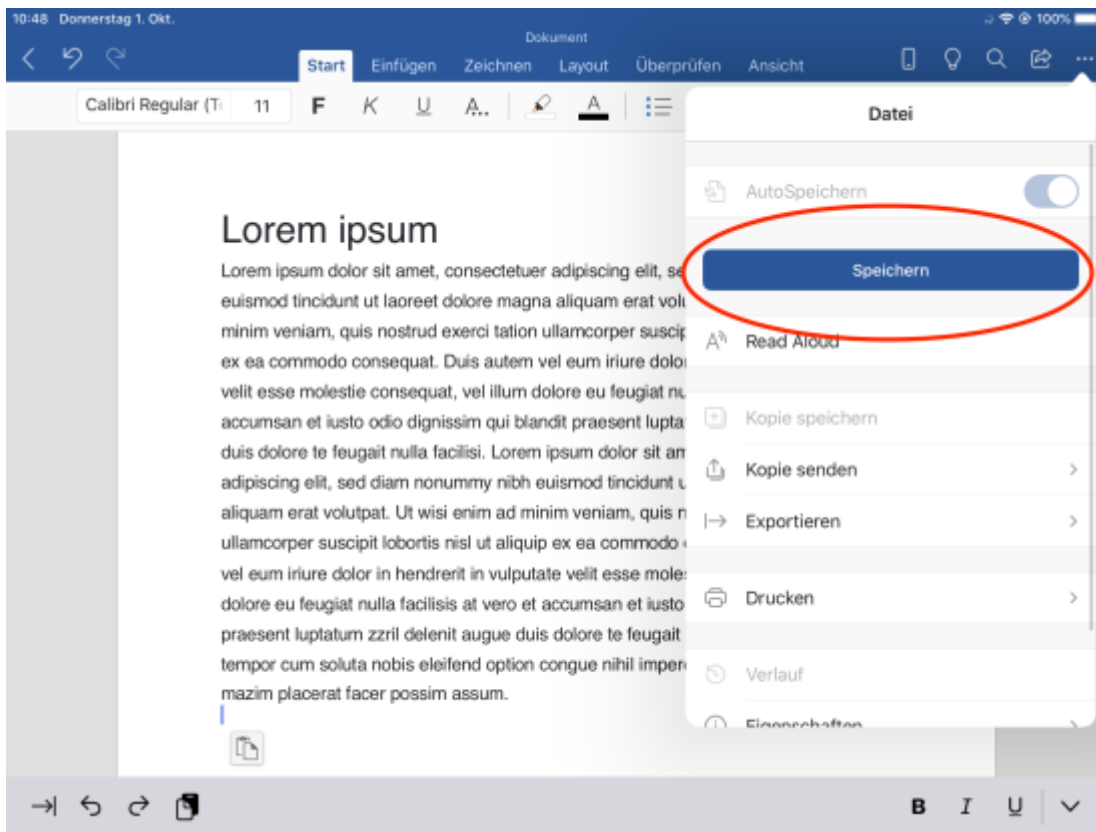 10:48 Donnerstag 1. Okt.
100%
Dokument
Start Einfügen Zeichnen Layout Überprüfen Ansicht
Calibri Regular (T 11 F K U A.. A
Datei
AutoSpeichern
Speichern
Read Aloud
Kopie speichern
Kopie senden
Exportieren
Drucken
Verlauf
Eigenschaften
Lorem ipsum
Lorem ipsum dolor sit amet, consectetuer adipiscing elit, se
euismod tincidunt ut laoreet dolore magna aliquam erat volu
minim veniam, quis nostrud exerci tation ullamcorper suscip
ex ea commodo consequat. Duis autem vel eum iriure dolor
velit esse molestie consequat, vel illum dolore eu feugiat nu
accumsan et iusto odio dignissim qui blandit praesent lupta
duis dolore te feugait nulla facilisi. Lorem ipsum dolor sit am
adipiscing elit, sed diam nonummy nibh euismod tincidunt u
aliquam erat volutpat. Ut wisi enim ad minim veniam, quis n
ullamcorper suscipit lobortis nisl ut aliquip ex ea commodo
vel eum iriure dolor in hendrerit in vulputate velit esse moles
dolore eu feugiat nulla facilisis at vero et accumsan et iusto
praesent luptatum zzril delenit augue duis dolore te feugait
tempor cum soluta nobis eleifend option congue nihil imper
mazim placerat facer possim assum.
B I U